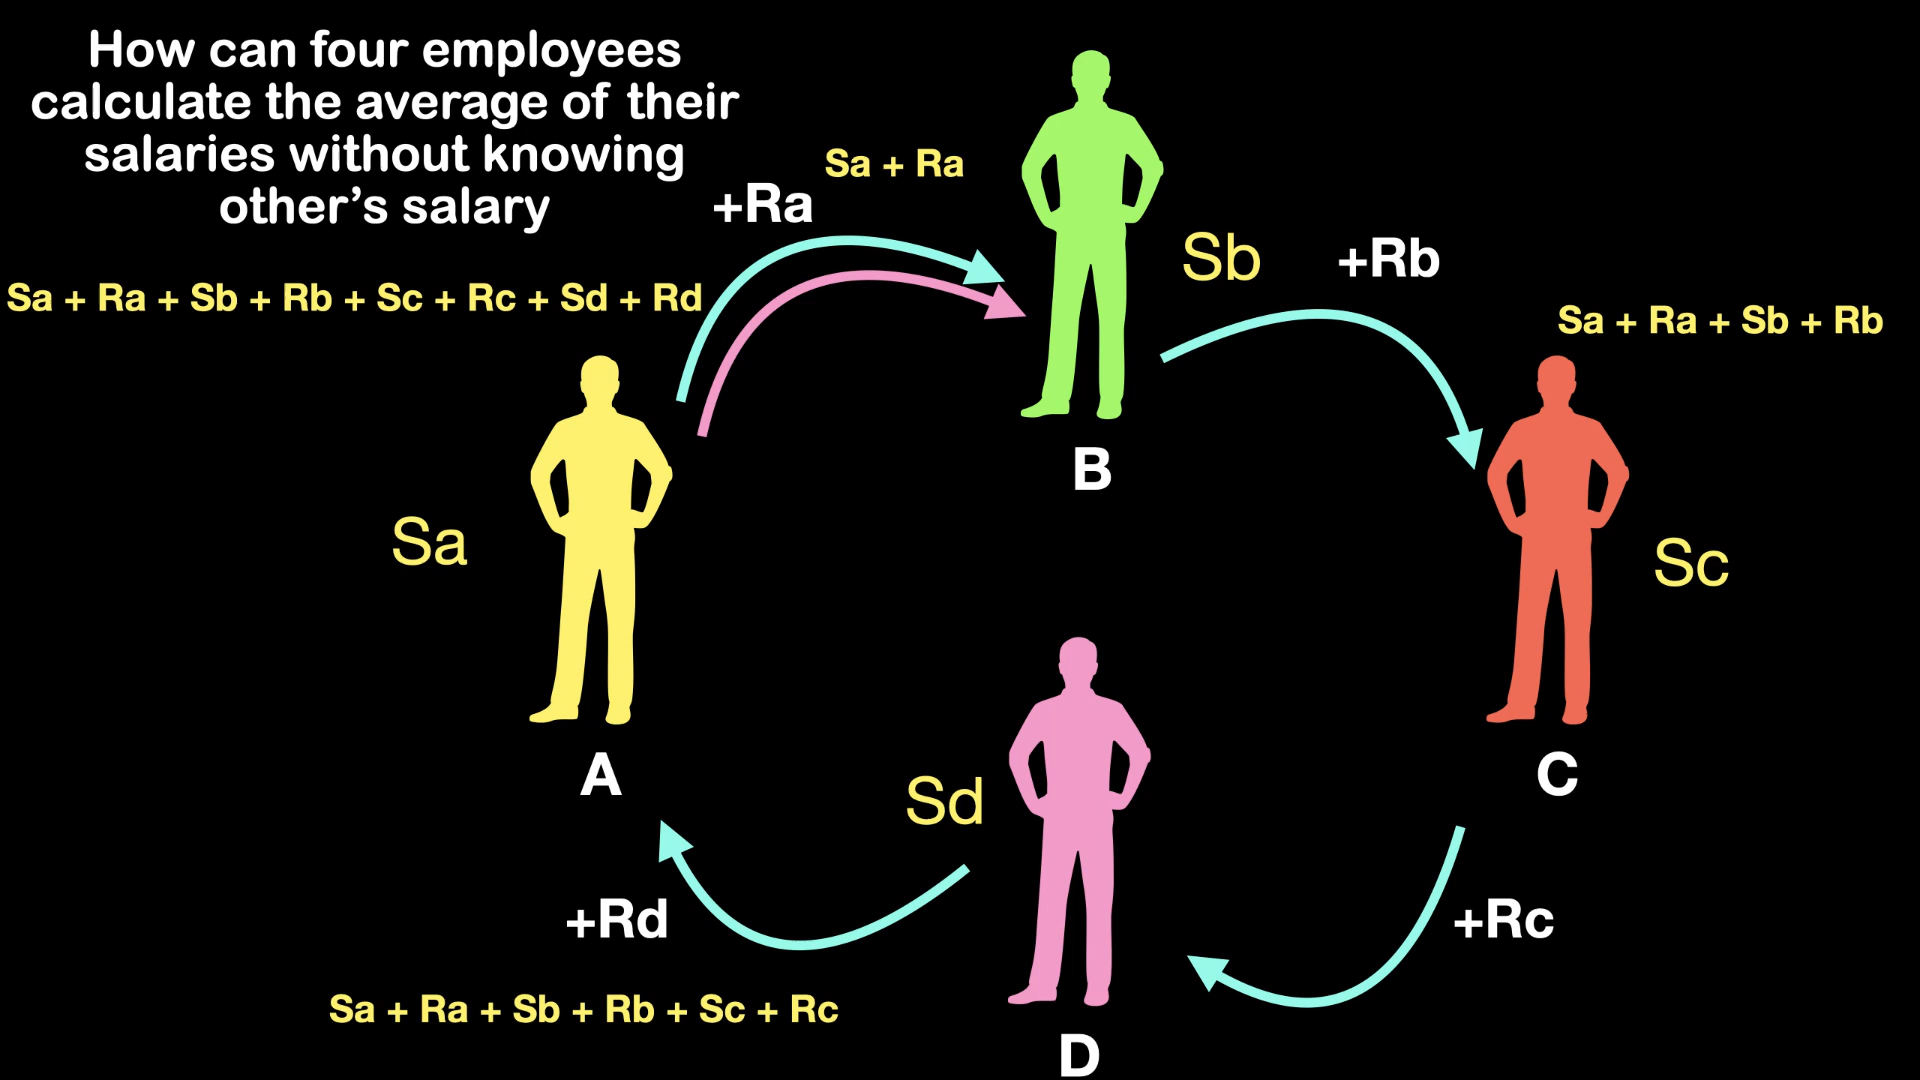 How can four employees
calculate the average of their
salaries without knowing
other’s salary
Sa + Ra
+Ra
Sb
+Rb
Sa + Ra + Sb + Rb + Sc + Rc + Sd + Rd
Sa + Ra + Sb + Rb
B
Sa
Sc
A
C
Sd
+Rd
+Rc
Sa + Ra + Sb + Rb + Sc + Rc
D